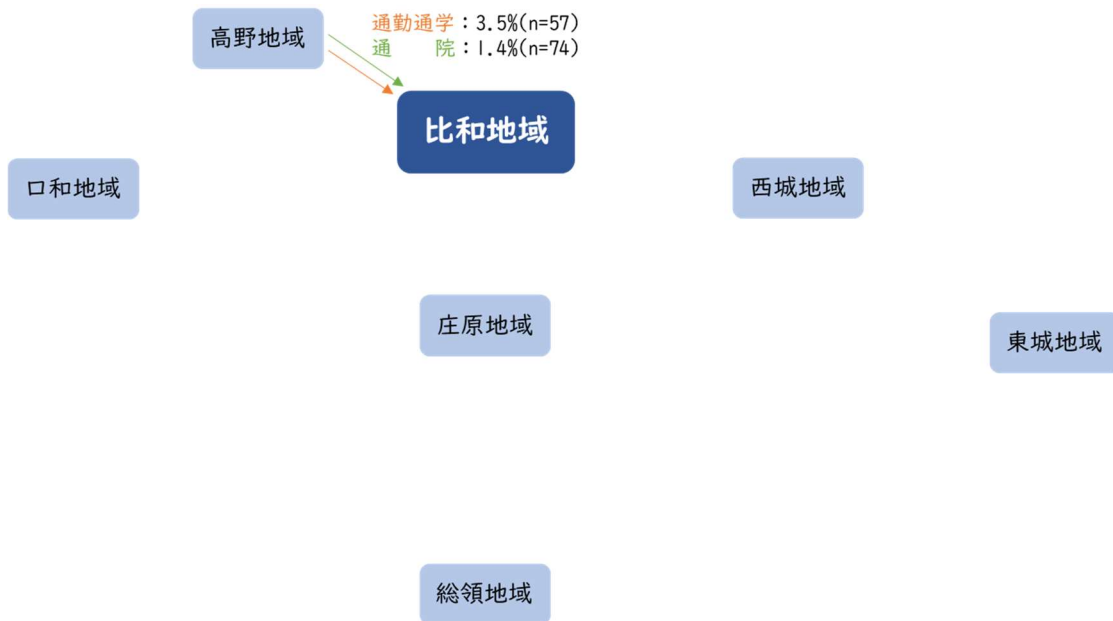 高野地域
通勤通学：3.5%(n=57)
通　　院：1.4%(n=74)
比和地域
口和地域
西城地域
庄原地域
東城地域
総領地域